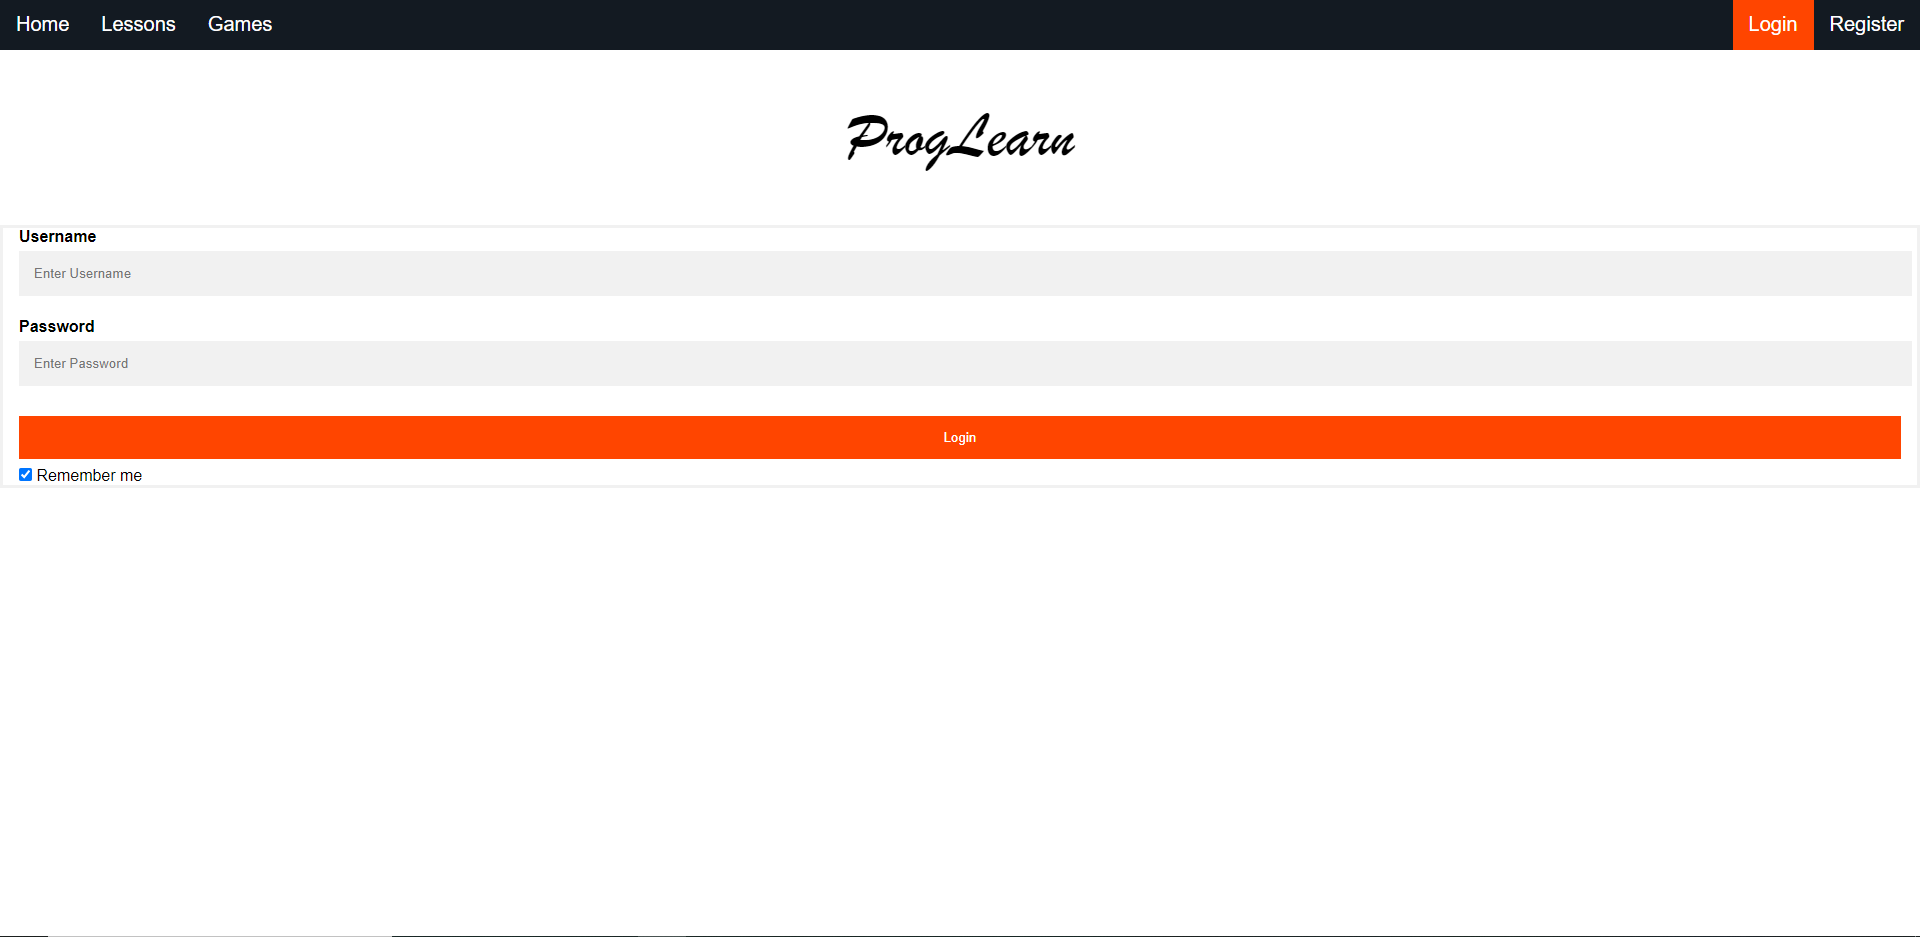 Home Lessons Games Login Register
ProgLearn
Username
Enter Username
Password
Enter Password
Login
Remember me